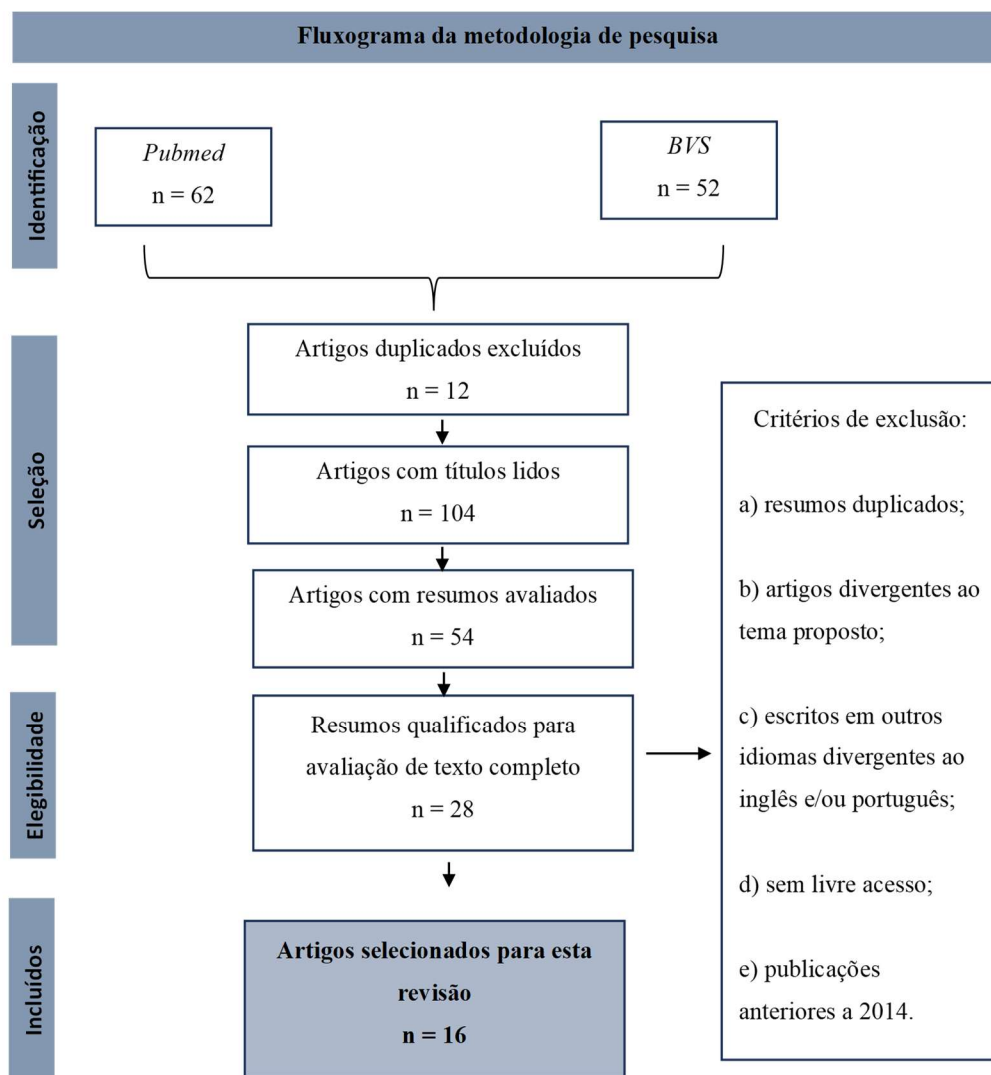 Fluxograma da metodologia de pesquisa
Identificação
Pubmed
n = 62
BVS
n = 52
Seleção
Artigos duplicados excluídos
n = 12
Artigos com títulos lidos
n = 104
Artigos com resumos avaliados
n = 54
Elegibilidade
Resumos qualificados para
avaliação de texto completo
n = 28
Critérios de exclusão:
a) resumos duplicados;
b) artigos divergentes ao
tema proposto;
c) escritos em outros
idiomas divergentes ao
inglês e/ou português;
d) sem livre acesso;
e) publicações
anteriores a 2014.
Incluídos
Artigos selecionados para esta
revisão
n = 16